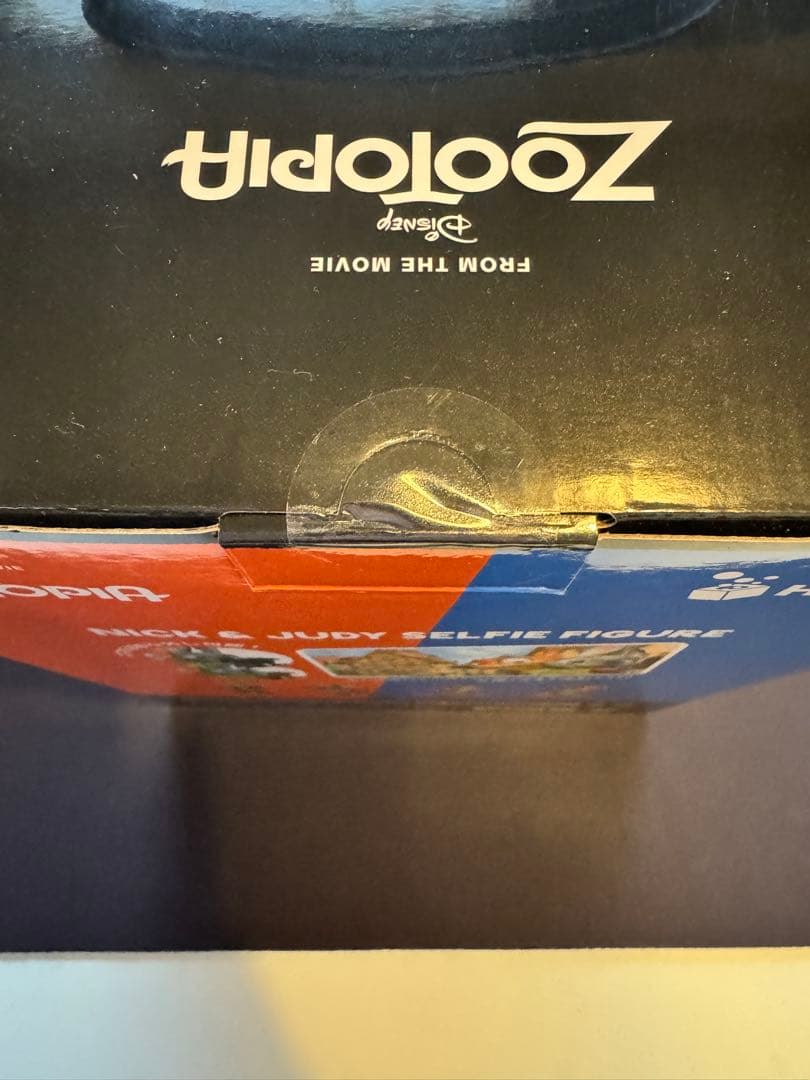 FROM THE MOVIE
Disney
ZOOTOPIA
NICK & JUDY SELFIE FIGURE